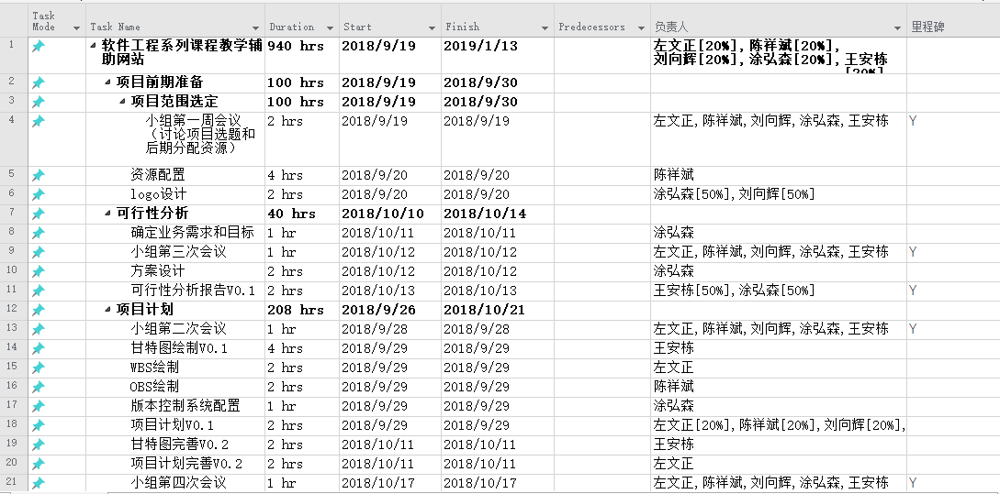 Task Mode Task Name Duration Start Finish Predecessors 负责人 里程碑
1 软件工程系列课程教学辅助网站 940 hrs 2018/9/19 2019/1/13 左文正[20%],陈祥斌[20%],刘向辉[20%],涂弘森[20%],王安栋[20%]
2 项目前期准备 100 hrs 2018/9/19 2018/9/30
3 项目范围选定 100 hrs 2018/9/19 2018/9/30
4 小组第一周会议（讨论项目选题和后期分配资源） 2 hrs 2018/9/19 2018/9/19 左文正,陈祥斌,刘向辉,涂弘森,王安栋 Y
5 资源配置 4 hrs 2018/9/20 2018/9/20 陈祥斌
6 logo设计 2 hrs 2018/9/20 2018/9/20 涂弘森[50%],刘向辉[50%]
7 可行性分析 40 hrs 2018/10/10 2018/10/14
8 确定业务需求和目标 1 hr 2018/10/11 2018/10/11 涂弘森
9 小组第三次会议 1 hr 2018/10/12 2018/10/12 左文正,陈祥斌,刘向辉,涂弘森,王安栋 Y
10 方案设计 2 hrs 2018/10/12 2018/10/12 涂弘森
11 可行性分析报告V0.1 2 hrs 2018/10/13 2018/10/13 王安栋[50%],涂弘森[50%] Y
12 项目计划 208 hrs 2018/9/26 2018/10/21
13 小组第二次会议 1 hr 2018/9/28 2018/9/28 左文正,陈祥斌,刘向辉,涂弘森,王安栋 Y
14 甘特图绘制V0.1 4 hrs 2018/9/29 2018/9/29 王安栋
15 WBS绘制 2 hrs 2018/9/29 2018/9/29 左文正
16 OBS绘制 2 hrs 2018/9/29 2018/9/29 陈祥斌
17 版本控制系统配置 1 hr 2018/9/29 2018/9/29 涂弘森
18 项目计划V0.1 2 hrs 2018/9/29 2018/9/29 左文正[20%],陈祥斌[20%],刘向辉[20%],
19 甘特图完善V0.2 2 hrs 2018/10/11 2018/10/11 王安栋
20 项目计划完善V0.2 2 hrs 2018/10/11 2018/10/11 左文正
21 小组第四次会议 1 hr 2018/10/17 2018/10/17 左文正,陈祥斌,刘向辉,涂弘森,王安栋 Y